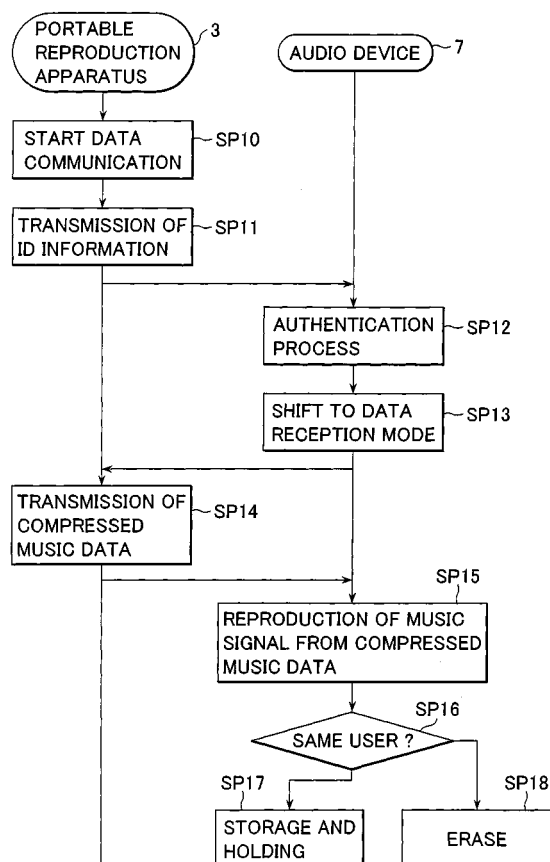 PORTABLE
REPRODUCTION
APPARATUS
3
AUDIO DEVICE
7
START DATA
COMMUNICATION
SP10
TRANSMISSION OF
ID INFORMATION
SP11
AUTHENTICATION
PROCESS
SP12
SHIFT TO DATA
RECEPTION MODE
SP13
TRANSMISSION OF
COMPRESSED
MUSIC DATA
SP14
SP15
REPRODUCTION OF MUSIC
SIGNAL FROM COMPRESSED
MUSIC DATA
SP16
SAME USER ?
SP17
STORAGE AND
HOLDING
SP18
ERASE